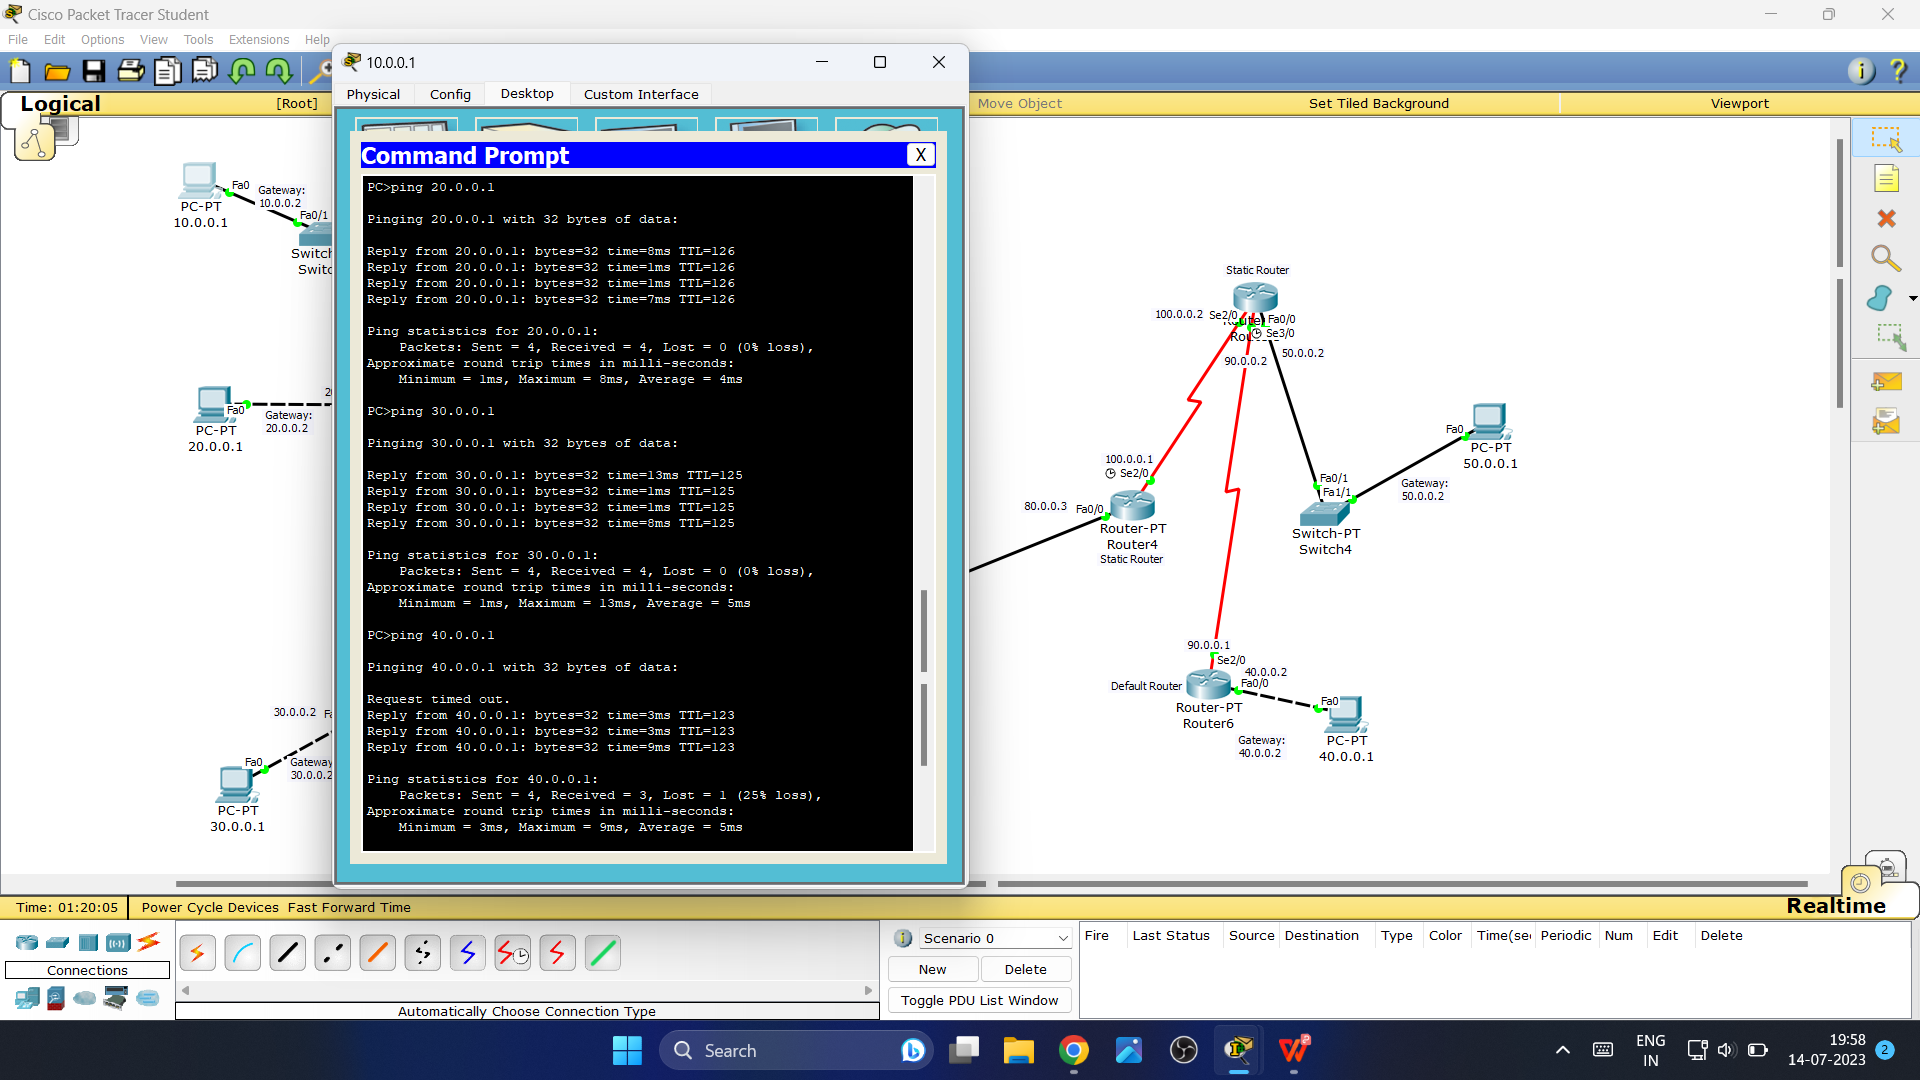 Cisco Packet Tracer Student
File Edit Options View Tools Extensions Help
10.0.0.1
Physical Config Desktop Custom Interface
Logical
[Root]
Move Object
Set Tiled Background
Viewport
Command Prompt
X
PC>ping 20.0.0.1
Pinging 20.0.0.1 with 32 bytes of data:
Reply from 20.0.0.1: bytes=32 time=8ms TTL=126
Reply from 20.0.0.1: bytes=32 time=1ms TTL=126
Reply from 20.0.0.1: bytes=32 time=1ms TTL=126
Reply from 20.0.0.1: bytes=32 time=7ms TTL=126
Ping statistics for 20.0.0.1:
Packets: Sent = 4, Received = 4, Lost = 0 (0% loss),
Approximate round trip times in milli-seconds:
Minimum = 1ms, Maximum = 8ms, Average = 4ms
PC>ping 30.0.0.1
Pinging 30.0.0.1 with 32 bytes of data:
Reply from 30.0.0.1: bytes=32 time=13ms TTL=125
Reply from 30.0.0.1: bytes=32 time=1ms TTL=125
Reply from 30.0.0.1: bytes=32 time=1ms TTL=125
Reply from 30.0.0.1: bytes=32 time=8ms TTL=125
Ping statistics for 30.0.0.1:
Packets: Sent = 4, Received = 4, Lost = 0 (0% loss),
Approximate round trip times in milli-seconds:
Minimum = 1ms, Maximum = 13ms, Average = 5ms
PC>ping 40.0.0.1
Pinging 40.0.0.1 with 32 bytes of data:
Request timed out.
Reply from 40.0.0.1: bytes=32 time=3ms TTL=123
Reply from 40.0.0.1: bytes=32 time=3ms TTL=123
Reply from 40.0.0.1: bytes=32 time=9ms TTL=123
Ping statistics for 40.0.0.1:
Packets: Sent = 4, Received = 3, Lost = 1 (25% loss),
Approximate round trip times in milli-seconds:
Minimum = 3ms, Maximum = 9ms, Average = 5ms
Fa0
Gateway:
10.0.0.2
PC-PT
10.0.0.1
Fa0/1
Switch
Switc
Fa0
Gateway:
20.0.0.2
PC-PT
20.0.0.1
30.0.0.2
Fa0
Gateway
30.0.0.2
PC-PT
30.0.0.1
Static Router
100.0.0.2 Se2/0
Fa0/0
Se3/0
90.0.0.2
50.0.0.2
Fa0
PC-PT
50.0.0.1
Gateway:
50.0.0.2
Fa0/1
Fa1/1
Switch-PT
Switch4
100.0.0.1
Se2/0
80.0.0.3 Fa0/0
Router-PT
Router4
Static Router
90.0.0.1
Se2/0
40.0.0.2
Fa0/0
Default Router
Router-PT
Router6
Fa0
Gateway:
40.0.0.2
PC-PT
40.0.0.1
Time: 01:20:05 Power Cycle Devices Fast Forward Time
Realtime
Connections
Automatically Choose Connection Type
Scenario 0
New
Delete
Toggle PDU List Window
Fire Last Status Source Destination Type Color Time(sec Periodic Num Edit Delete
Search
ENG
IN
19:58
14-07-2023
2